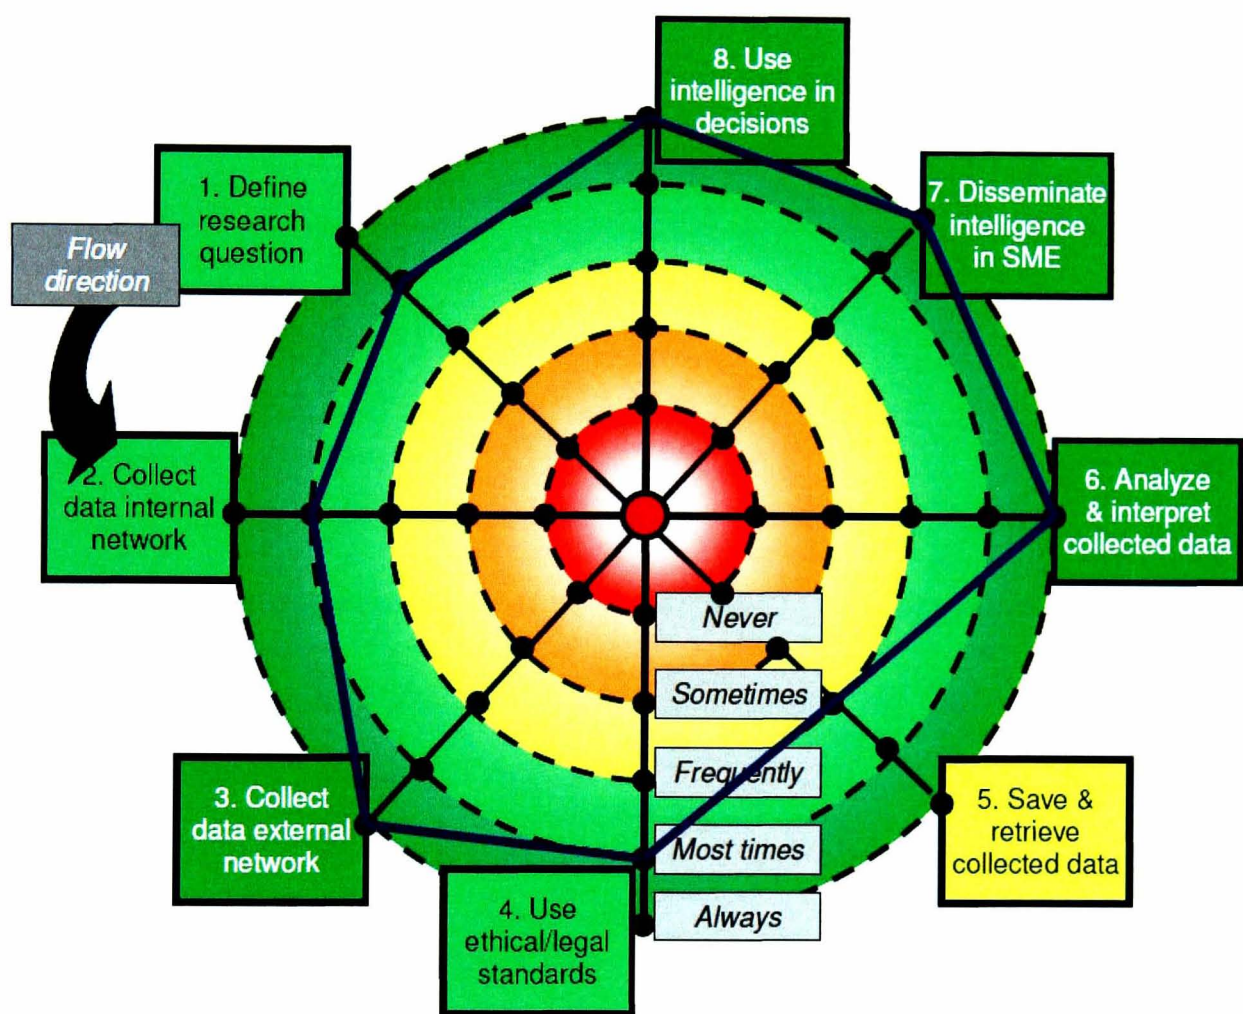 8. Use
intelligence in
decisions
1. Define
research
question
7. Disseminate
intelligence
in SME
Flow
direction
2. Collect
data internal
network
6. Analyze
& interpret
collected data
Never
Sometimes
Frequently
Most times
Always
3. Collect
data external
network
5. Save &
retrieve
collected data
4. Use
ethical/legal
standards